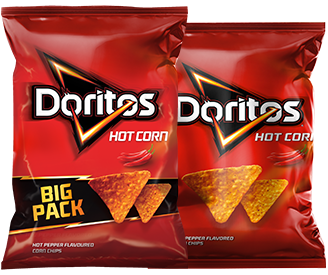 Doritos
HOT CORN
BIG
PACK
HOT PEPPER FLAVOURED
CORN CHIPS
Doritos
HOT CORN
PEPPER FLAVOURED
CHIPS